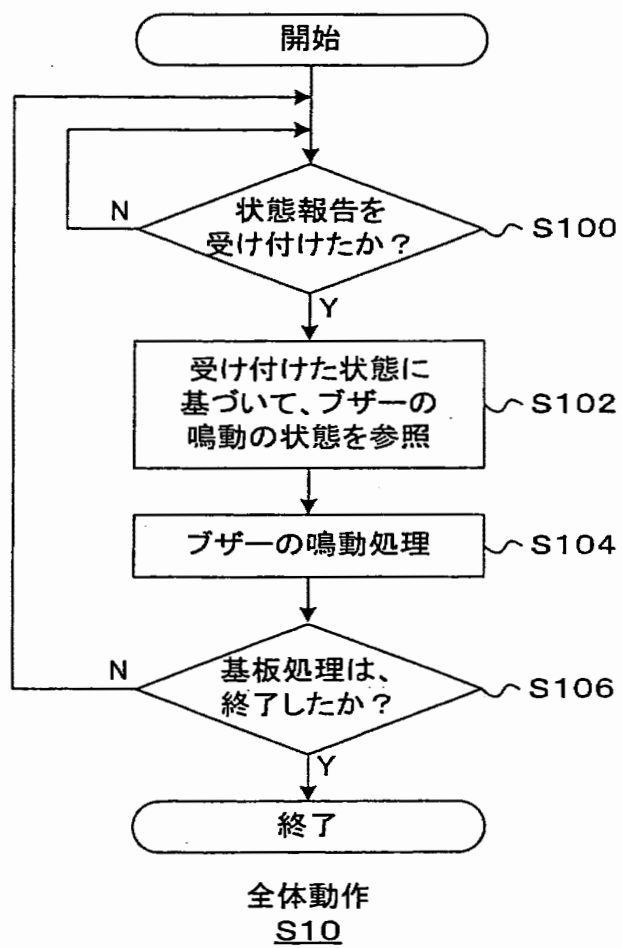 開始
N
状態報告を
受け付けたか?
S100
Y
受け付けた状態に
基づいて、ブザーの
鳴動の状態を参照
S102
ブザーの鳴動処理
S104
N
基板処理は、
終了したか?
S106
Y
終了
全体動作
S10